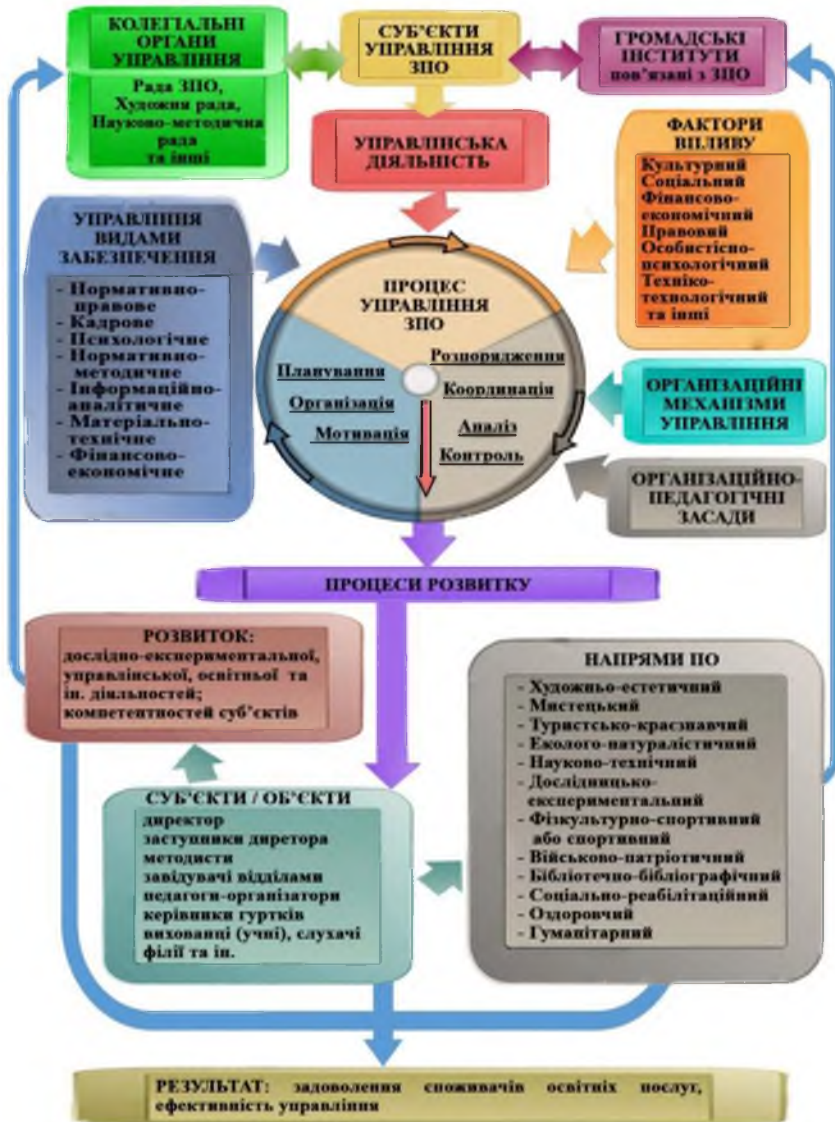 КОЛЕГІАЛЬНІ
ОРГАНИ
УПРАВЛІННЯ
Рада ЗПО,
Художня рада,
Науково-методична
рада
та інші
СУБ’ЄКТИ
УПРАВЛІННЯ
ЗПО
ГРОМАДСЬКІ
ІНСТИТУТИ
пов’язані з ЗПО
УПРАВЛІНСЬКА
ДІЯЛЬНІСТЬ
ФАКТОРИ
ВПЛИВУ
Культурний
Соціальний
Фінансово-
економічний
Правовий
Особистісно-
психологічний
Техніко-
технологічний
та інші
УПРАВЛІННЯ
ВИДАМИ
ЗАБЕЗПЕЧЕННЯ
- Нормативно-
правове
- Кадрове
- Психологічне
- Нормативно-
методичне
- Інформаційно-
аналітичне
- Матеріально-
технічне
- Фінансово-
економічне
ПРОЦЕС
УПРАВЛІННЯ
ЗПО
Планування
Організація
Мотивація
Розпорядження
Координація
Аналіз
Контроль
ОРГАНІЗАЦІЙНІ
МЕХАНІЗМИ
УПРАВЛІННЯ
ОРГАНІЗАЦІЙНО-
ПЕДАГОГІЧНІ
ЗАСАДИ
ПРОЦЕСИ РОЗВИТКУ
РОЗВИТОК:
дослідно-експериментальної,
управлінської, освітньої та
ін. діяльностей;
компетентностей суб’єктів
СУБ’ЄКТИ / ОБ’ЄКТИ
директор
заступники диретора
методисти
завідувачі відділами
педагоги-організатори
керівники гуртків
вихованці (учні), слухачі
філії та ін.
НАПРЯМИ ПО
- Художньо-естетичний
- Мистецький
- Туристсько-краєзнавчий
- Еколого-натуралістичний
- Науково-технічний
- Дослідницько-
експериментальний
- Фізкультурно-спортивний
або спортивний
- Військово-патріотичний
- Бібліотечно-бібліографічний
- Соціально-реабілітаційний
- Оздоровчий
- Гуманітарний
РЕЗУЛЬТАТ: задоволення споживачів освітніх послуг,
ефективність управління